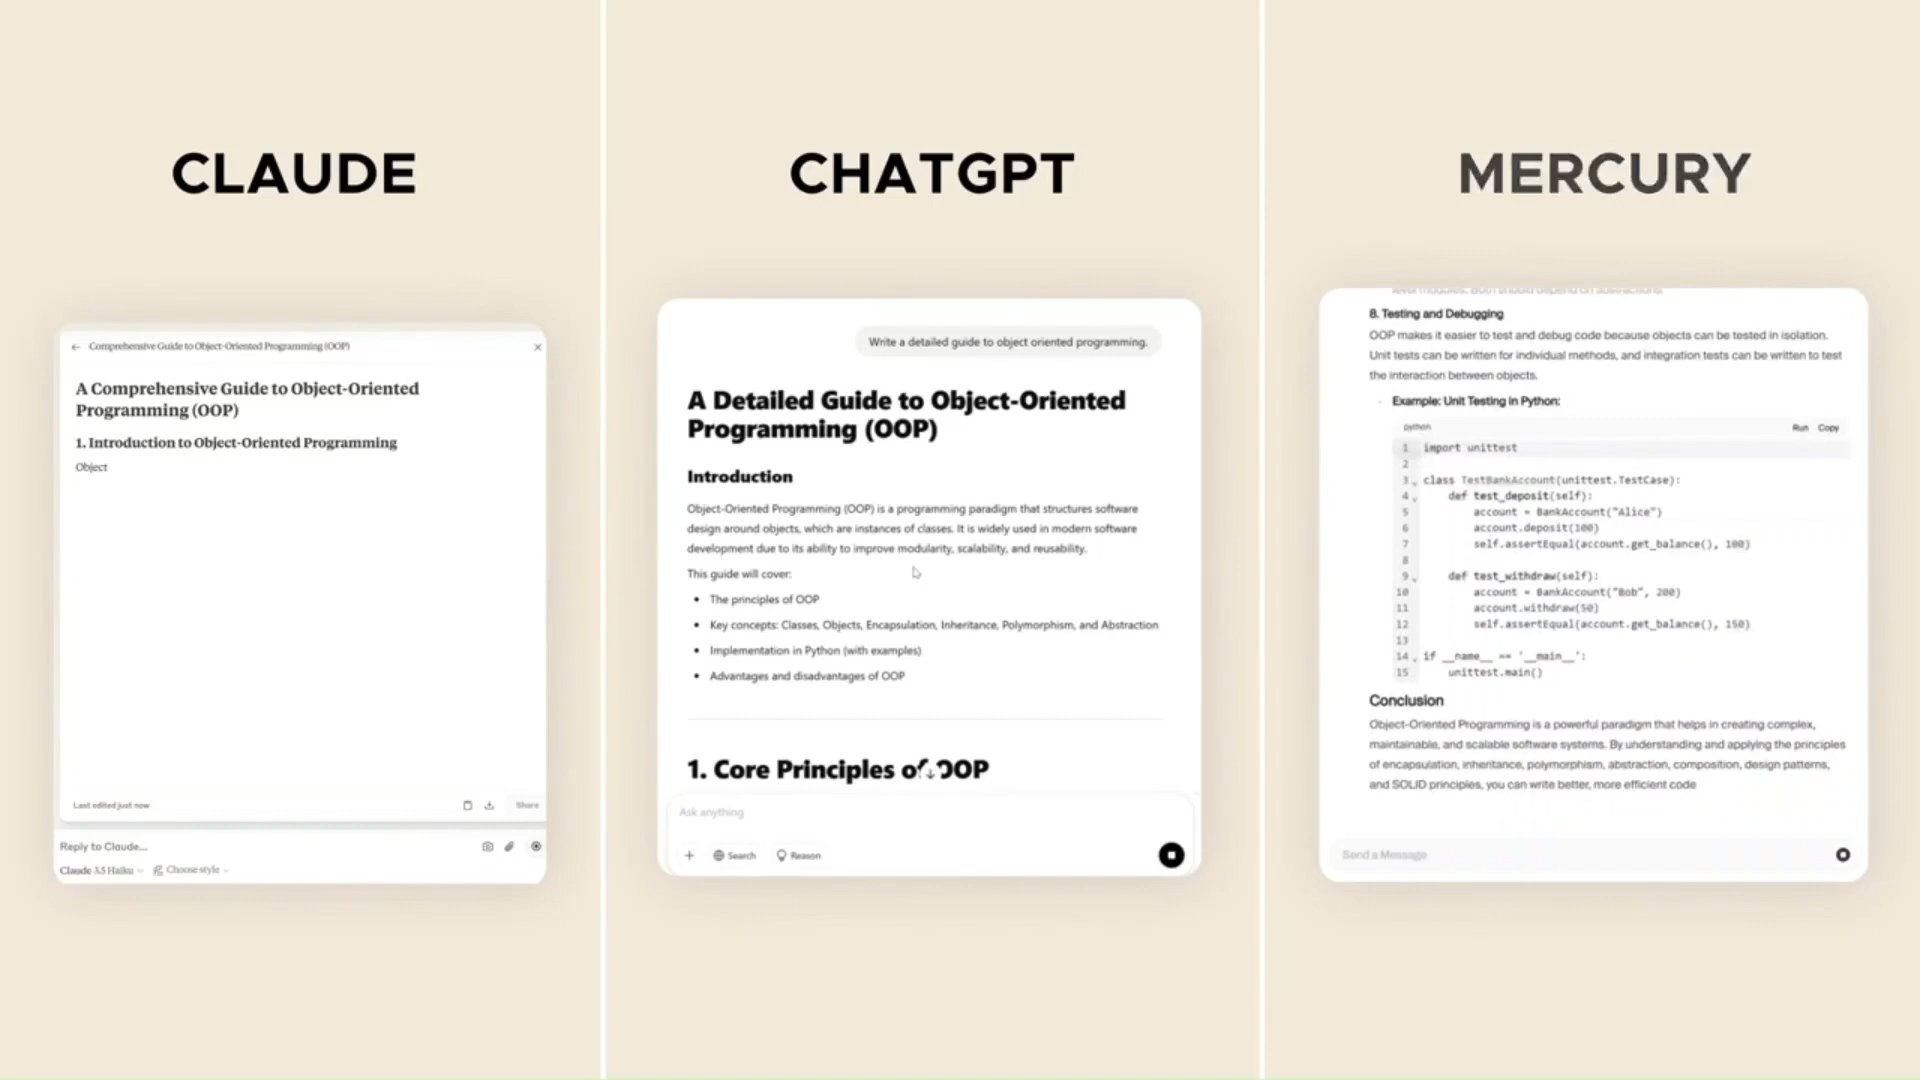 CLAUDE
Comprehensive Guide to Object-Oriented Programming (OOP)
A Comprehensive Guide to Object-Oriented
Programming (OOP)
1. Introduction to Object-Oriented Programming
Object
Last edited just now
Share
Reply to Claude...
Claude 3.5 Haiku
Choose style
CHATGPT
Write a detailed guide to object oriented programming.
A Detailed Guide to Object-Oriented
Programming (OOP)
Introduction
Object-Oriented Programming (OOP) is a programming paradigm that structures software
design around objects, which are instances of classes. It is widely used in modern software
development due to its ability to improve modularity, scalability, and reusability.
This guide will cover:
• The principles of OOP
• Key concepts: Classes, Objects, Encapsulation, Inheritance, Polymorphism, and Abstraction
• Implementation in Python (with examples)
• Advantages and disadvantages of OOP
1. Core Principles of OOP
Ask anything
Search
Reason
MERCURY
level modules. Both should depend on abstractions.
8. Testing and Debugging
OOP makes it easier to test and debug code because objects can be tested in isolation.
Unit tests can be written for individual methods, and integration tests can be written to test
the interaction between objects.
Example: Unit Testing in Python:
python
Run Copy
1 import unittest
2
3 class TestBankAccount(unittest.TestCase):
4 def test_deposit(self):
5 account = BankAccount("Alice")
6 account.deposit(100)
7 self.assertEqual(account.get_balance(), 100)
8
9 def test_withdraw(self):
10 account = BankAccount("Bob", 200)
11 account.withdraw(50)
12 self.assertEqual(account.get_balance(), 150)
13
14 if __name__ == '__main__':
15 unittest.main()
Conclusion
Object-Oriented Programming is a powerful paradigm that helps in creating complex,
maintainable, and scalable software systems. By understanding and applying the principles
of encapsulation, inheritance, polymorphism, abstraction, composition, design patterns,
and SOLID principles, you can write better, more efficient code
Send a Message